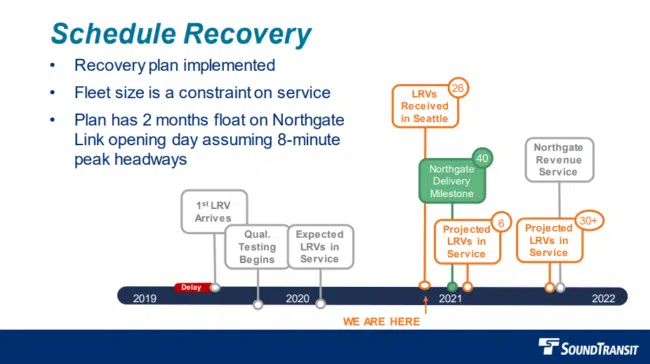 Schedule Recovery
• Recovery plan implemented
• Fleet size is a constraint on service
• Plan has 2 months float on Northgate
Link opening day assuming 8-minute
peak headways
26
LRVs
Received
in Seattle
40
Northgate
Delivery
Milestone
Northgate
Revenue
Service
1st LRV
Arrives
Qual.
Testing
Begins
Expected
LRVs in
Service
6
Projected
LRVs in
Service
30+
Projected
LRVs in
Service
Delay
2019
2020
2021
2022
WE ARE HERE
SOUNDTRANSIT